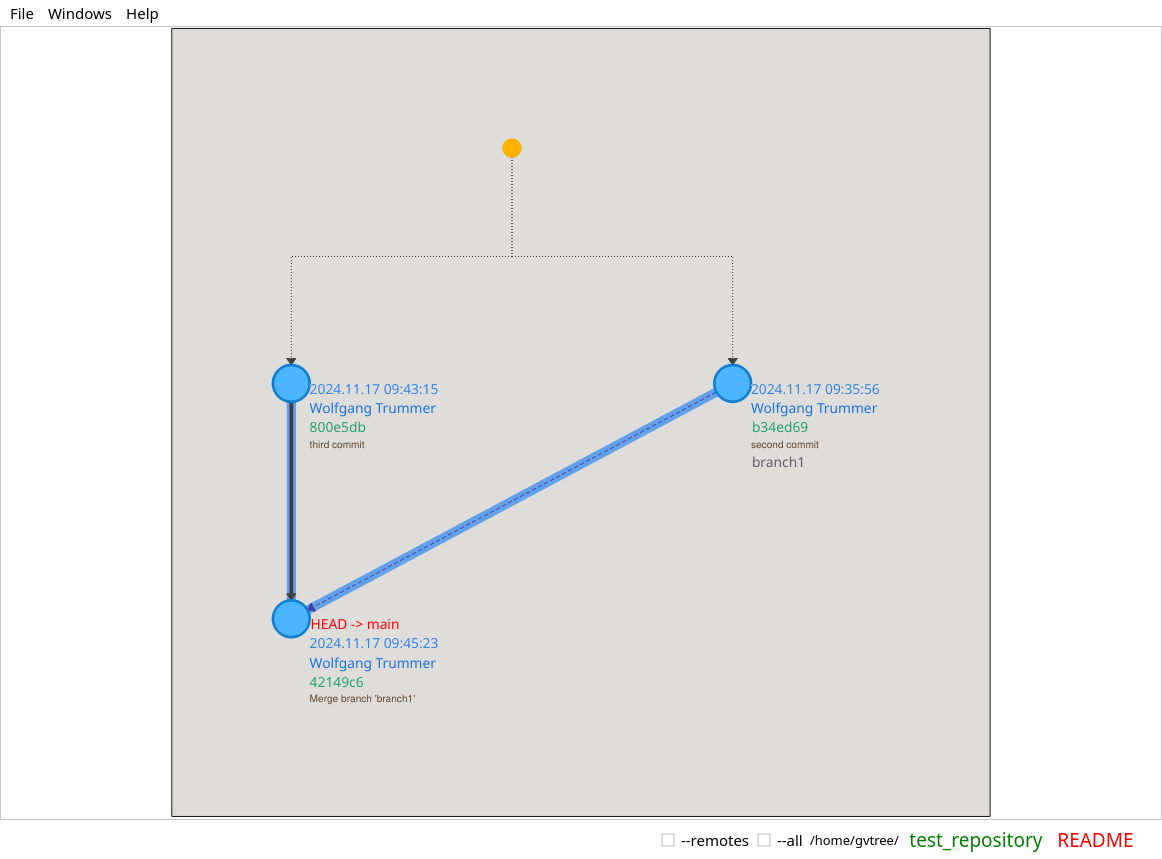 File Windows Help
2024.11.17 09:43:15
Wolfgang Trummer
800e5db
third commit
2024.11.17 09:35:56
Wolfgang Trummer
b34ed69
second commit
branch1
HEAD -> main
2024.11.17 09:45:23
Wolfgang Trummer
42149c6
Merge branch 'branch1'
--remotes --all /home/gvtree/ test_repository README